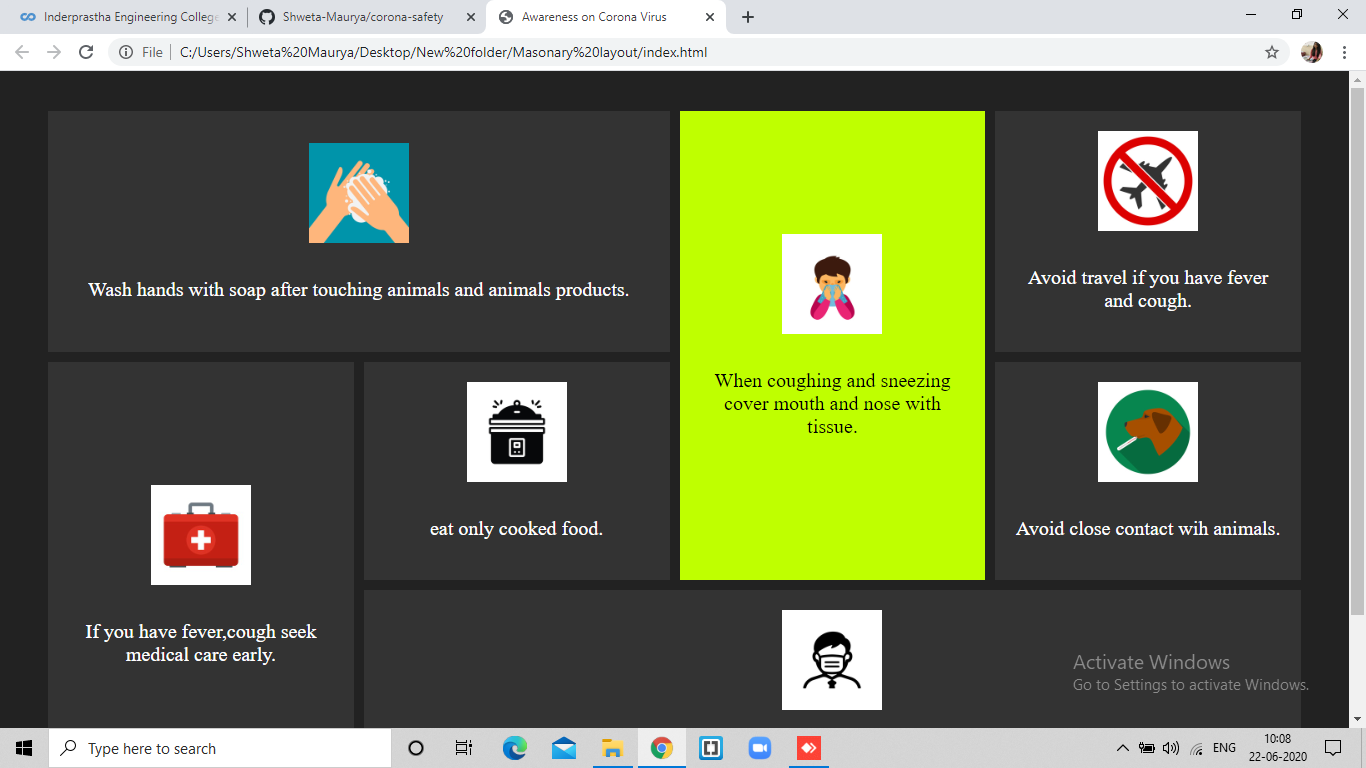 Inderprastha Engineering College
Shweta-Maurya/corona-safety
Awareness on Corona Virus
File
C:/Users/Shweta%20Maurya/Desktop/New%20folder/Masonary%20layout/index.html
Wash hands with soap after touching animals and animals products.
When coughing and sneezing
cover mouth and nose with
tissue.
Avoid travel if you have fever
and cough.
If you have fever,cough seek
medical care early.
eat only cooked food.
Avoid close contact wih animals.
Activate Windows
Go to Settings to activate Windows.
Type here to search
ENG
10:08
22-06-2020